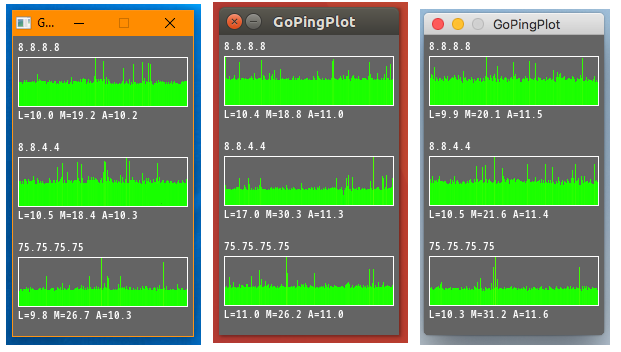 G...
8.8.8.8
L=10.0 M=19.2 A=10.2
8.8.4.4
L=10.5 M=18.4 A=10.3
75.75.75.75
L=9.8 M=26.7 A=10.3
GoPingPlot
8.8.8.8
L=10.4 M=18.8 A=11.0
8.8.4.4
L=17.0 M=30.3 A=11.3
75.75.75.75
L=11.0 M=26.2 A=11.0
GoPingPlot
8.8.8.8
L=9.9 M=20.1 A=11.5
8.8.4.4
L=10.5 M=21.6 A=11.4
75.75.75.75
L=10.3 M=31.2 A=11.6